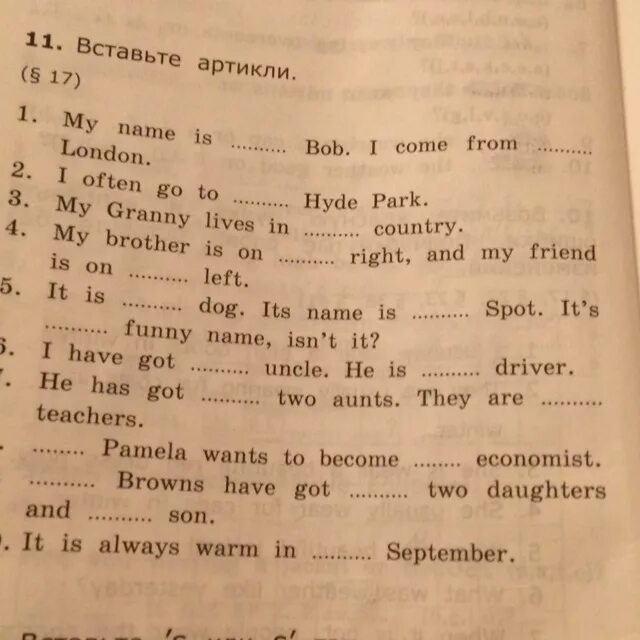 11. Вставьте артикли.
(§ 17)
1. My name is .......... Bob. I come from ..........
London.
2. I often go to .......... Hyde Park.
3. My Granny lives in .......... country.
4. My brother is on .......... right, and my friend
is on .......... left.
5. It is .......... dog. Its name is .......... Spot. It's
.......... funny name, isn't it?
6. I have got .......... uncle. He is .......... driver.
. He has got .......... two aunts. They are ..........
teachers.
. ........ Pamela wants to become ........ economist.
.......... Browns have got .......... two daughters
and .......... son.
. It is always warm in .......... September.